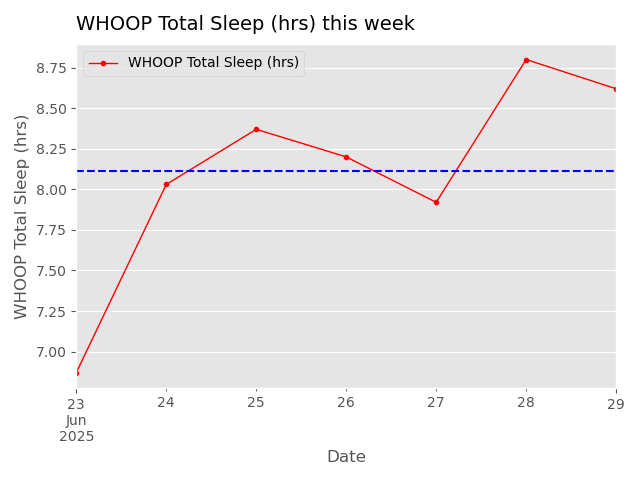 WHOOP Total Sleep (hrs) this week
WHOOP Total Sleep (hrs)
WHOOP Total Sleep (hrs)
8.75
8.50
8.25
8.00
7.75
7.50
7.25
7.00
23 24 25 26 27 28 29
Jun
2025
Date